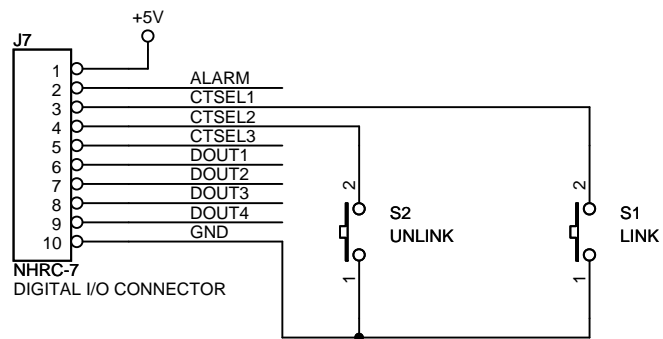 +5V
J7
1
2 ALARM
3 CTSEL1
4 CTSEL2
5 CTSEL3
6 DOUT1
7 DOUT2
8 DOUT3
9 DOUT4
10 GND
NHRC-7
DIGITAL I/O CONNECTOR
2
S2
UNLINK
1
2
S1
LINK
1